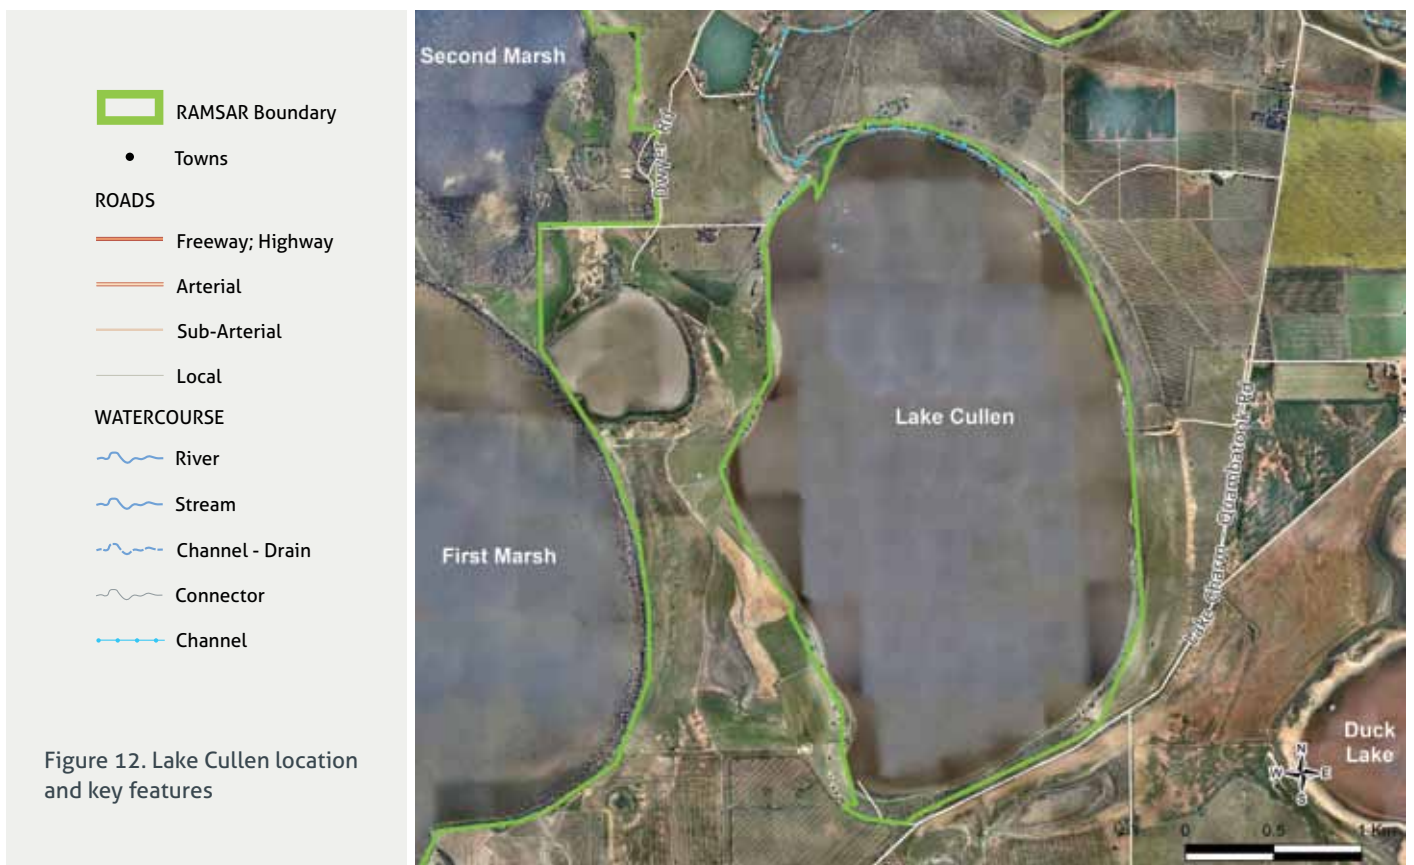 RAMSAR Boundary
Towns
ROADS
Freeway; Highway
Arterial
Sub-Arterial
Local
WATERCOURSE
River
Stream
Channel - Drain
Connector
Channel
Figure 12. Lake Cullen location
and key features
Second Marsh
Dwyer Rd
Lake Cullen
First Marsh
Lake Charm - Quambatook Rd
Duck
Lake
N
W E
S
0 0.5 1 Km